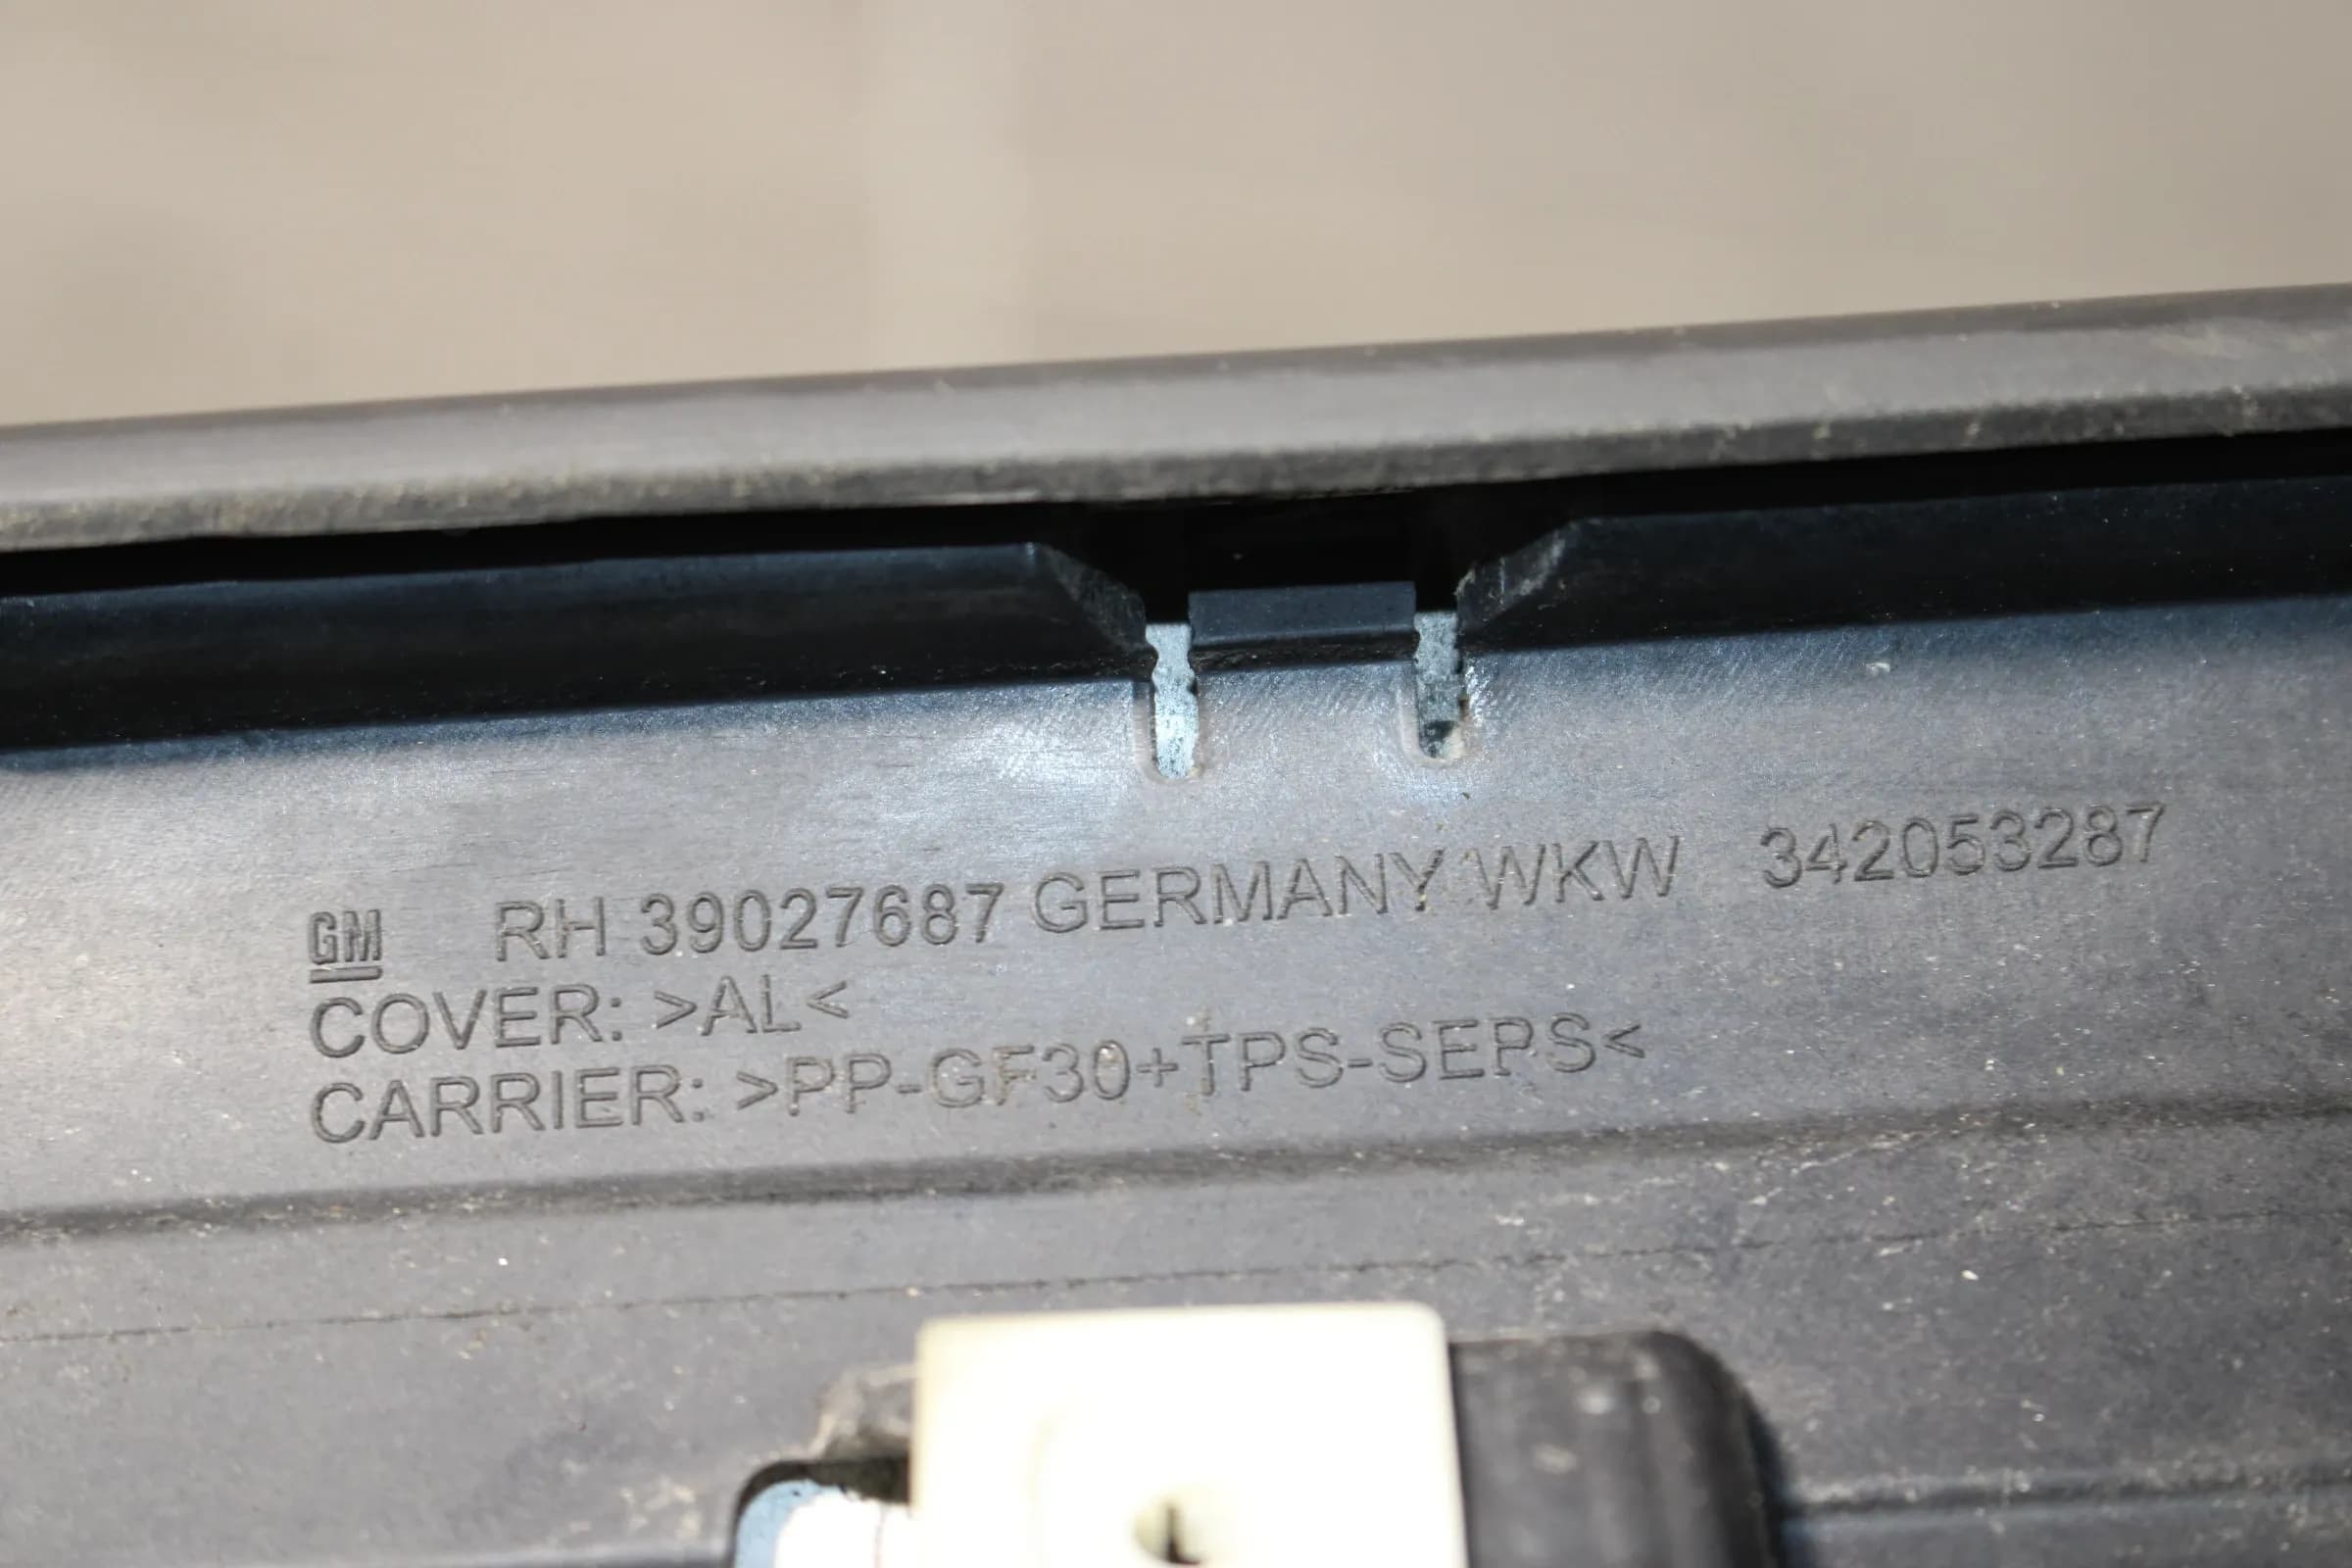 GM RH 39027687 GERMANY WKW 342053287
COVER: >AL<
CARRIER: >PP-GF30+TPS-SEPS<